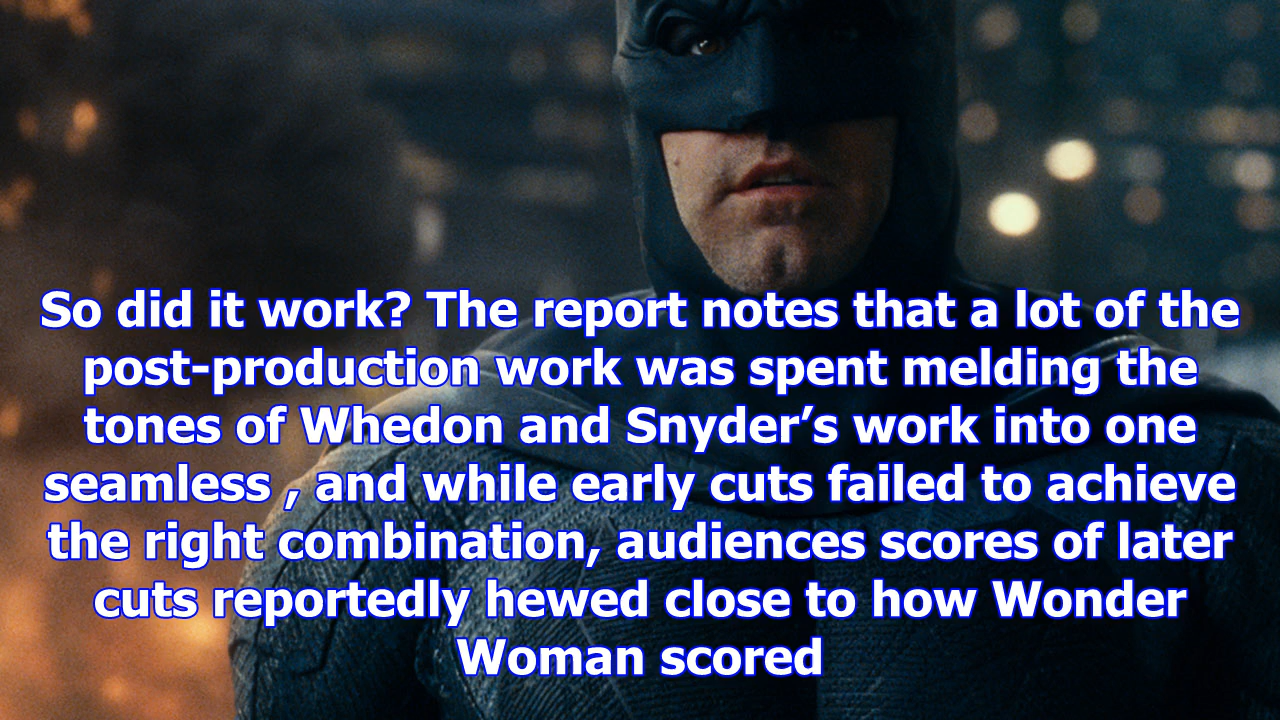 So did it work? The report notes that a lot of the
post-production work was spent melding the
tones of Whedon and Snyder’s work into one
seamless , and while early cuts failed to achieve
the right combination, audiences scores of later
cuts reportedly hewed close to how Wonder
Woman scored